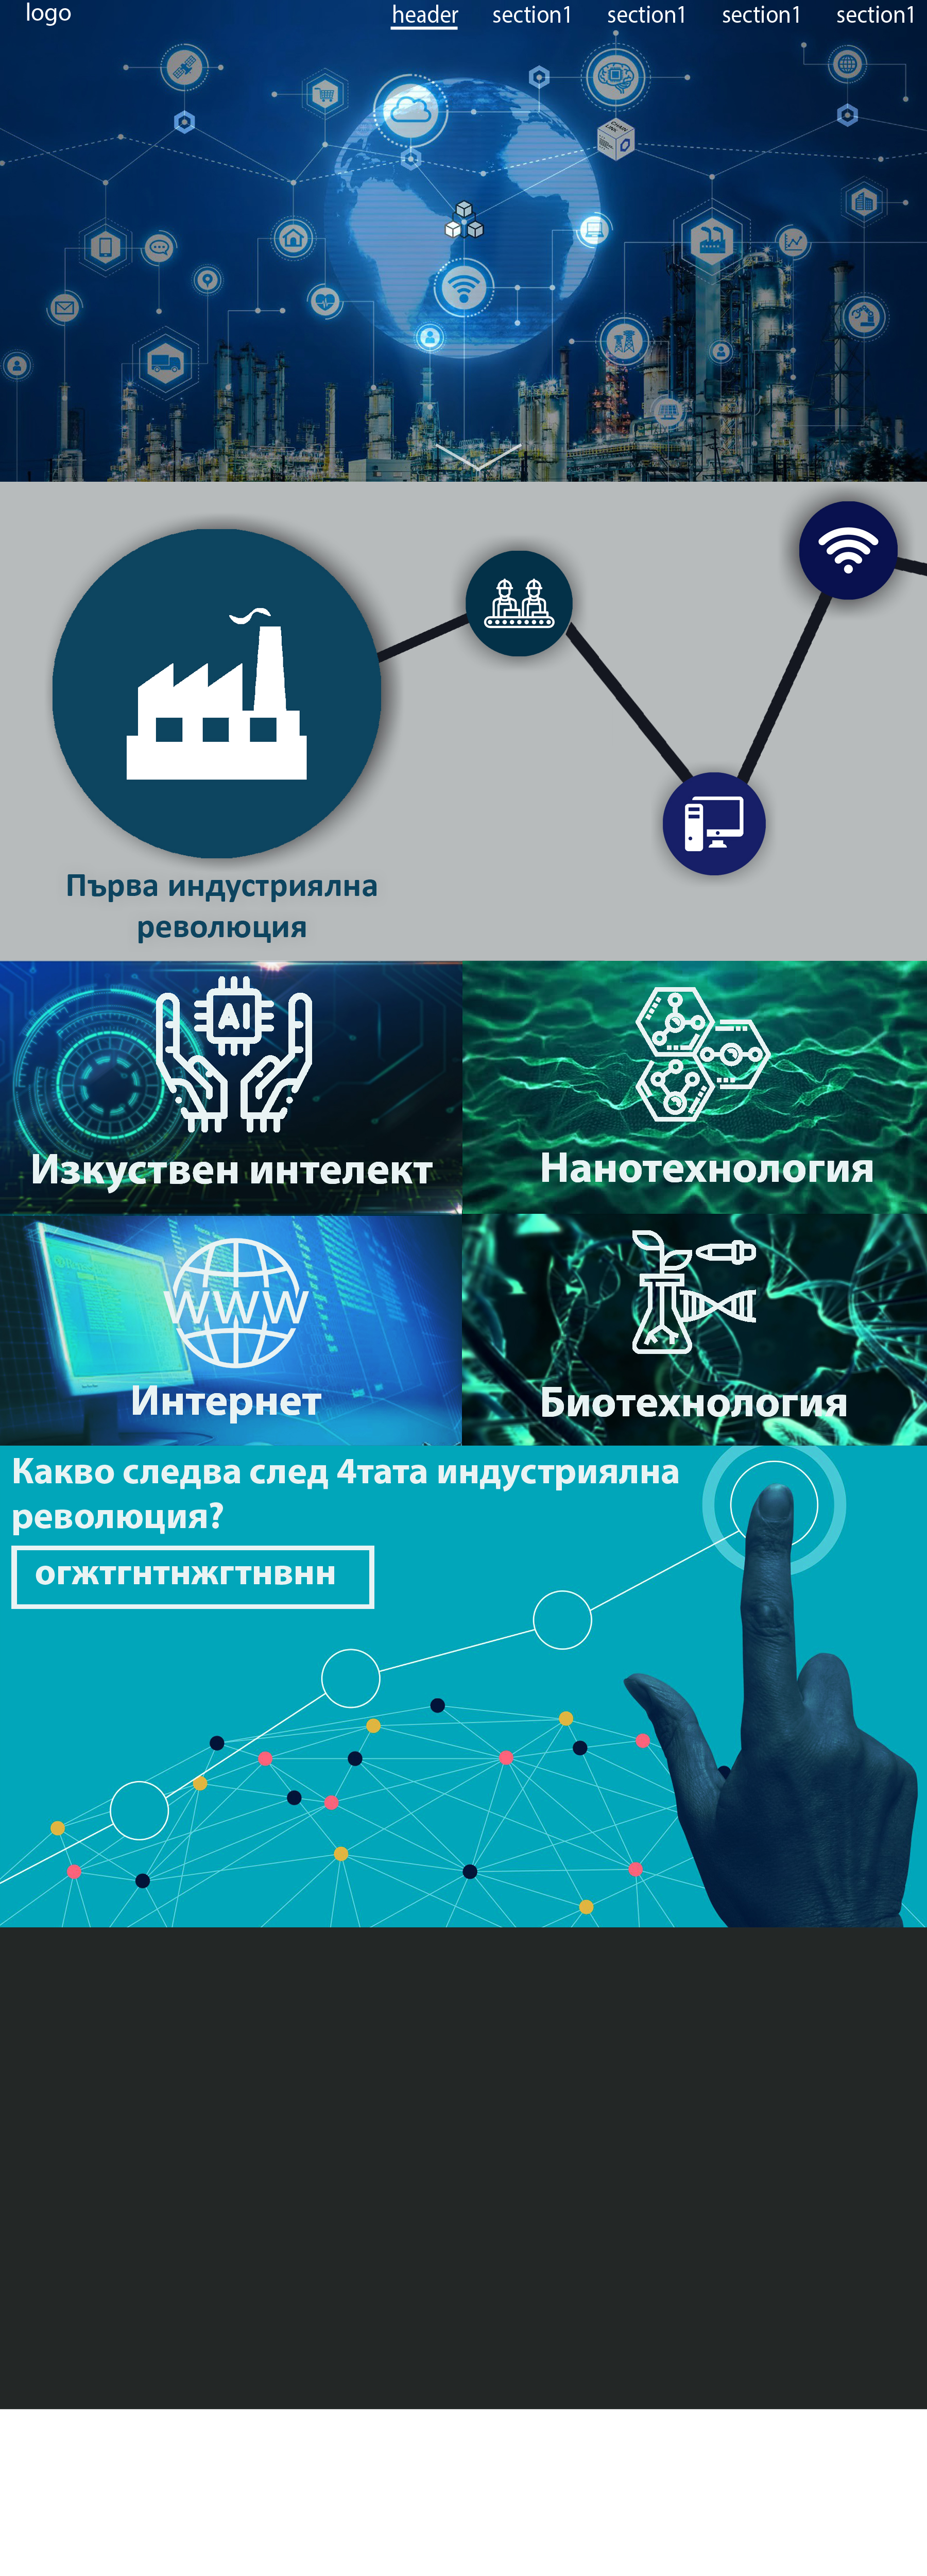 logo
header section1 section1 section1 section1
Първа индустриялна
революция
AI
Изкуствен интелект
Нанотехнология
WWW
Интернет
Биотехнология
Какво следва след 4тата индустриялна
революция?
огжтгнтнжгтнвнн